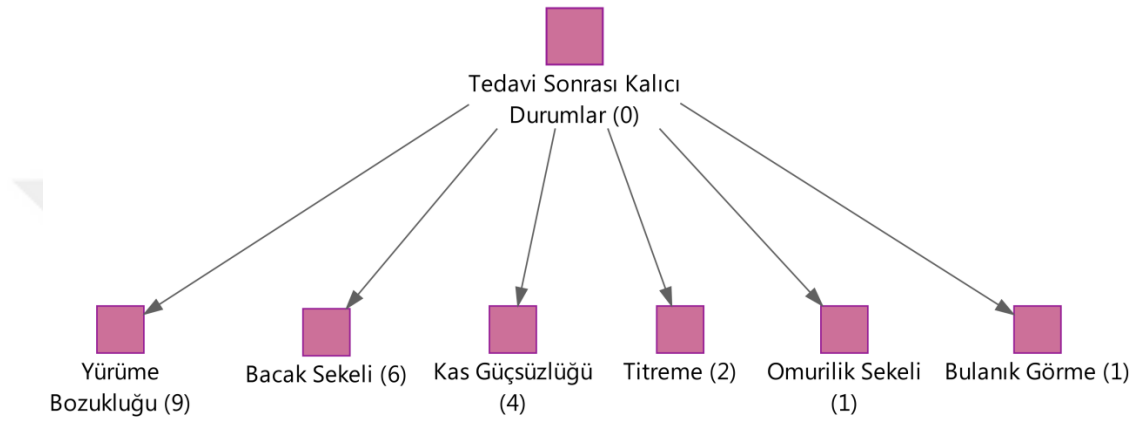 Tedavi Sonrası Kalıcı
Durumlar (0)
Yürüme
Bozukluğu (9)
Bacak Sekeli (6)
Kas Güçsüzlüğü
(4)
Titreme (2)
Omurilik Sekeli
(1)
Bulanık Görme (1)